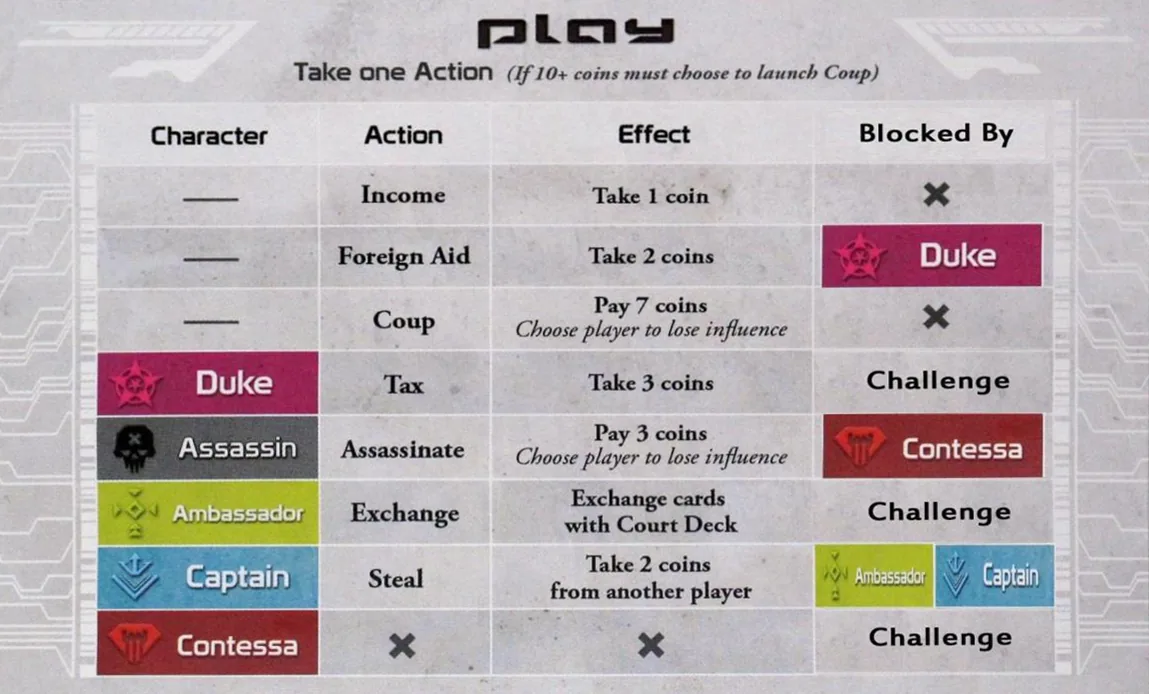 play
Take one Action (If 10+ coins must choose to launch Coup)
Character Action Effect Blocked By
— Income Take 1 coin ✖
— Foreign Aid Take 2 coins Duke
— Coup Pay 7 coins
Choose player to lose influence ✖
Duke Tax Take 3 coins Challenge
Assassin Assassinate Pay 3 coins
Choose player to lose influence Contessa
Ambassador Exchange Exchange cards
with Court Deck Challenge
Captain Steal Take 2 coins
from another player Ambassador Captain
Contessa ✖ ✖ Challenge